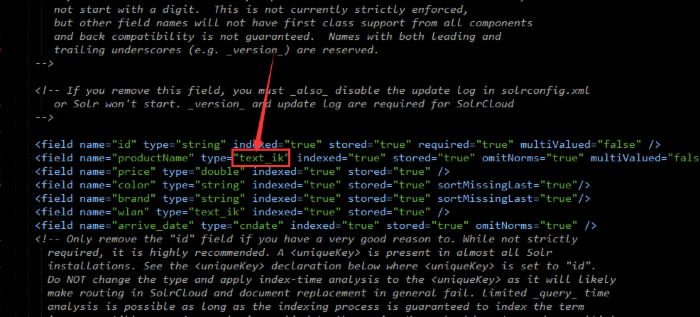 not start with a digit.  This is not currently strictly enforced,
but other field names will not have first class support from all components
and back compatibility is not guaranteed.  Names with both leading and
trailing underscores (e.g. _version_) are reserved.
-->
<!-- If you remove this field, you must _also_ disable the update log in solrconfig.xml
or Solr won't start. _version_ and update log are required for SolrCloud
-->
<field name="id" type="string" indexed="true" stored="true" required="true" multiValued="false" />
<field name="productName" type="text_ik" indexed="true" stored="true" omitNorms="true" multiValued="fals
<field name="price" type="double" indexed="true" stored="true" />
<field name="color" type="string" indexed="true" stored="true" sortMissingLast="true"/>
<field name="brand" type="string" indexed="true" stored="true" sortMissingLast="true"/>
<field name="wlan" type="text_ik" indexed="true" stored="true" />
<field name="arrive_date" type="cndate" indexed="true" stored="true" omitNorms="true" />
<!-- Only remove the "id" field if you have a very good reason to. While not strictly
required, it is highly recommended. A <uniqueKey> is present in almost all Solr
installations. See the <uniqueKey> declaration below where <uniqueKey> is set to "id".
Do NOT change the type and apply index-time analysis to the <uniqueKey> as it will likely
make routing in SolrCloud and document replacement in general fail. Limited _query_ time
analysis is possible as long as the indexing process is guaranteed to index the term